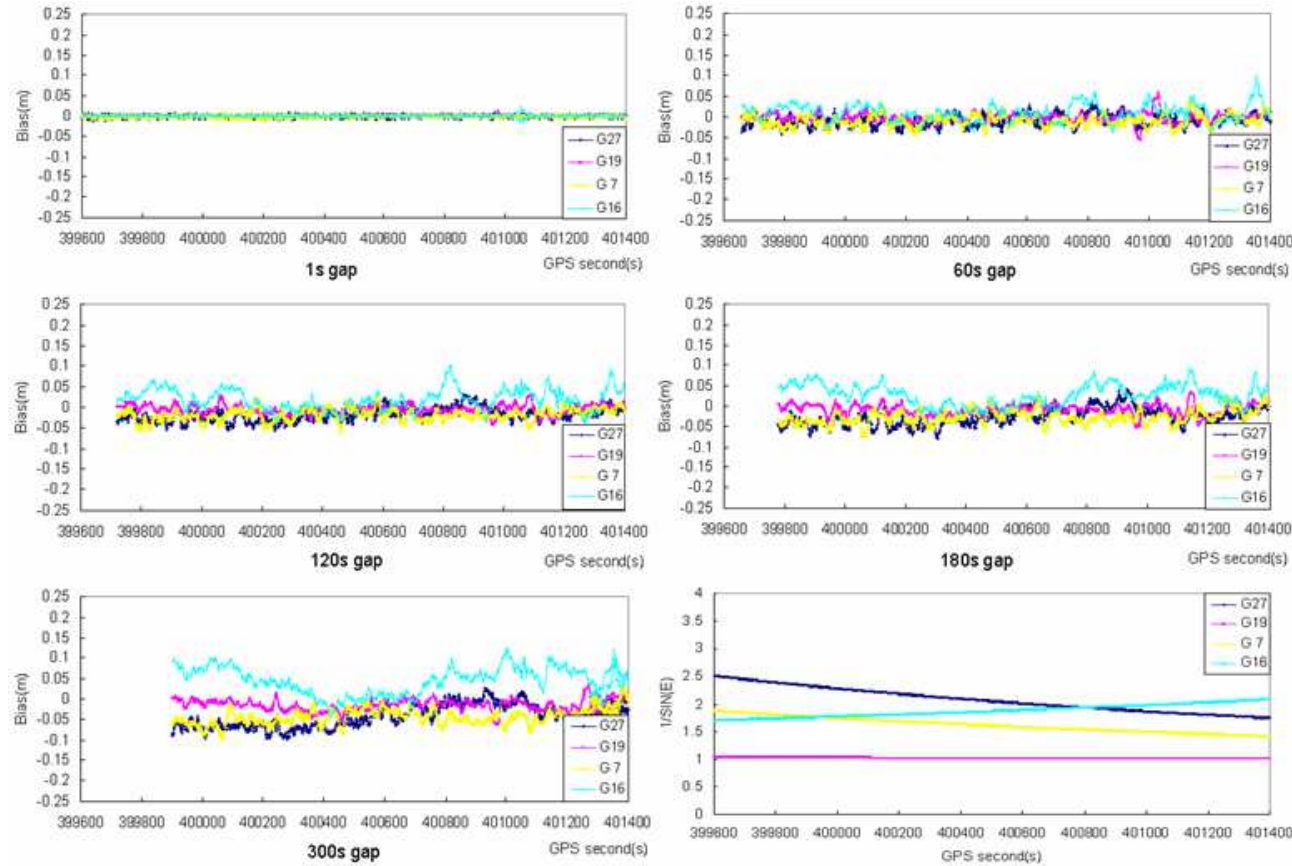 0.25
0.2
0.15
0.1
0.05
0
-0.05
-0.1
-0.15
-0.2
-0.25
Bias(m)
G27
G19
G 7
G16
399600 399800 400000 400200 400400 400600 400800 401000 401200 401400
GPS second(s)
1s gap
0.25
0.2
0.15
0.1
0.05
0
-0.05
-0.1
-0.15
-0.2
-0.25
Bias(m)
G27
G19
G 7
G16
399600 399800 400000 400200 400400 400600 400800 401000 401200 401400
GPS second(s)
60s gap
0.25
0.2
0.15
0.1
0.05
0
-0.05
-0.1
-0.15
-0.2
-0.25
Bias(m)
G27
G19
G 7
G16
399600 399800 400000 400200 400400 400600 400800 401000 401200 401400
GPS second(s)
120s gap
0.25
0.2
0.15
0.1
0.05
0
-0.05
-0.1
-0.15
-0.2
-0.25
Bias(m)
G27
G19
G 7
G16
399600 399800 400000 400200 400400 400600 400800 401000 401200 401400
GPS second(s)
180s gap
0.25
0.2
0.15
0.1
0.05
0
-0.05
-0.1
-0.15
-0.2
-0.25
Bias(m)
G27
G19
G 7
G16
399600 399800 400000 400200 400400 400600 400800 401000 401200 401400
GPS second(s)
300s gap
4
3.5
3
2.5
2
1.5
1
0.5
0
1/SIN(E)
G27
G19
G 7
G16
399600 399800 400000 400200 400400 400600 400800 401000 401200 401400
GPS second(s)